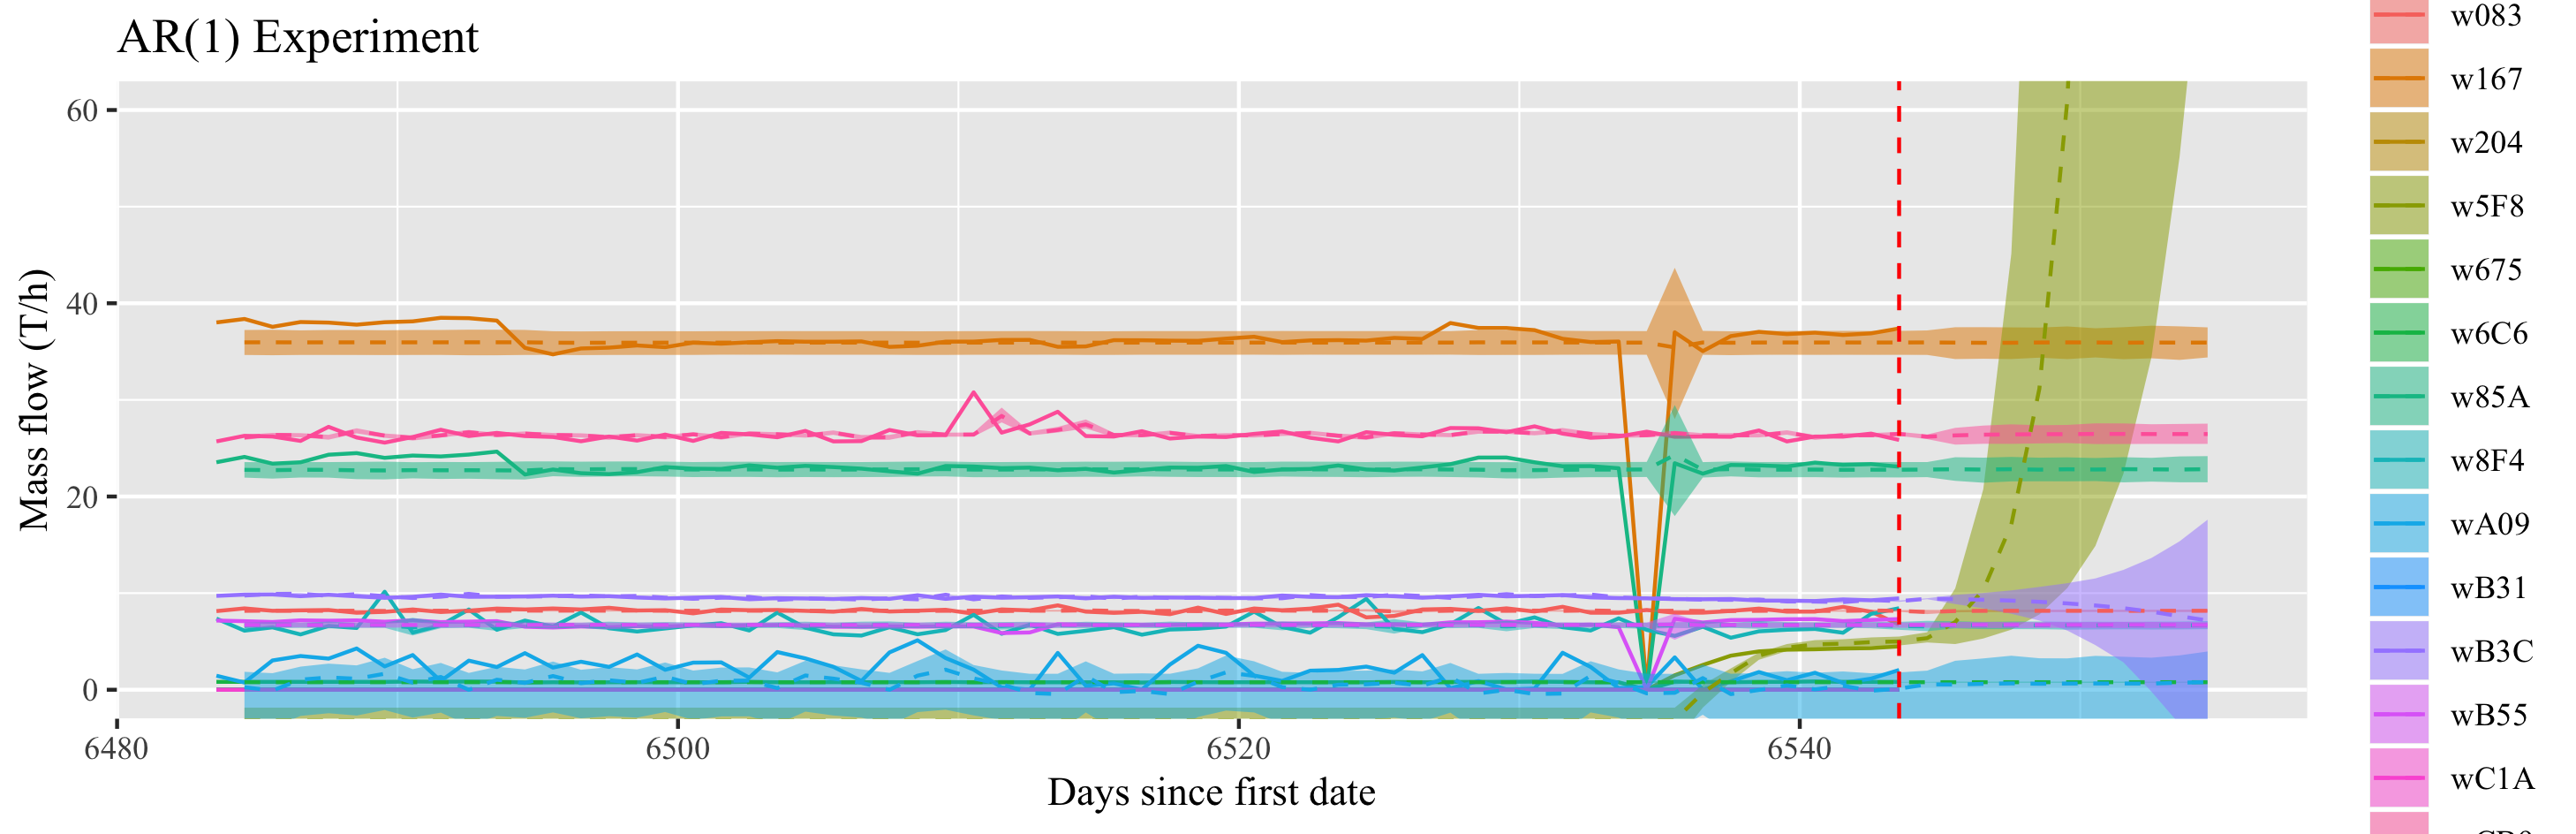 AR(1) Experiment
60
40
20
0
Mass flow (T/h)
6480
6500
6520
6540
Days since first date
w083
w167
w204
w5F8
w675
w6C6
w85A
w8F4
wA09
wB31
wB3C
wB55
wC1A